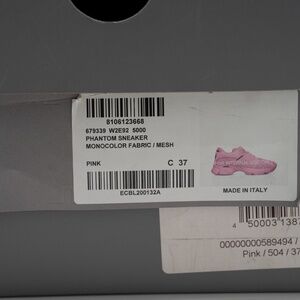 8106123668
679339 W2E92 5000
PHANTOM SNEAKER
MONOCOLOR FABRIC / MESH
PINK C 37
ECBL200132A
MADE IN ITALY
4 50003 1387
00000000589494 /
Pink / 504 / 37